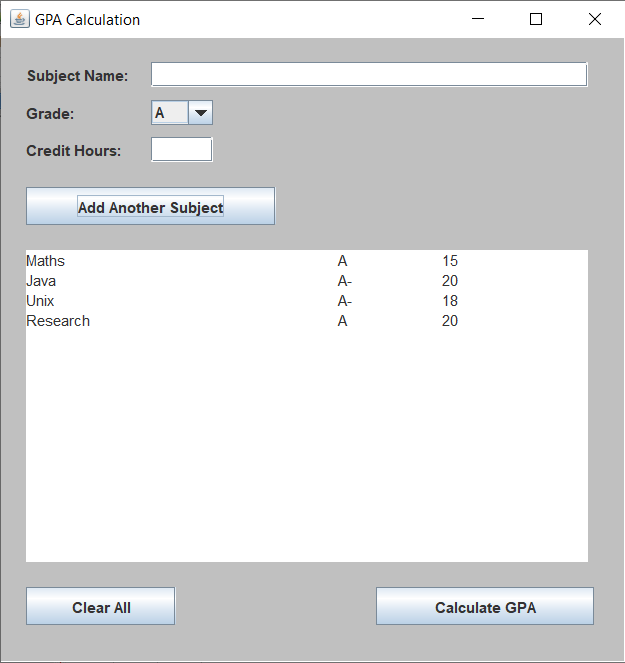 GPA Calculation
Subject Name:
Grade: A
Credit Hours:
Add Another Subject
Maths A 15
Java A- 20
Unix A- 18
Research A 20
Clear All Calculate GPA